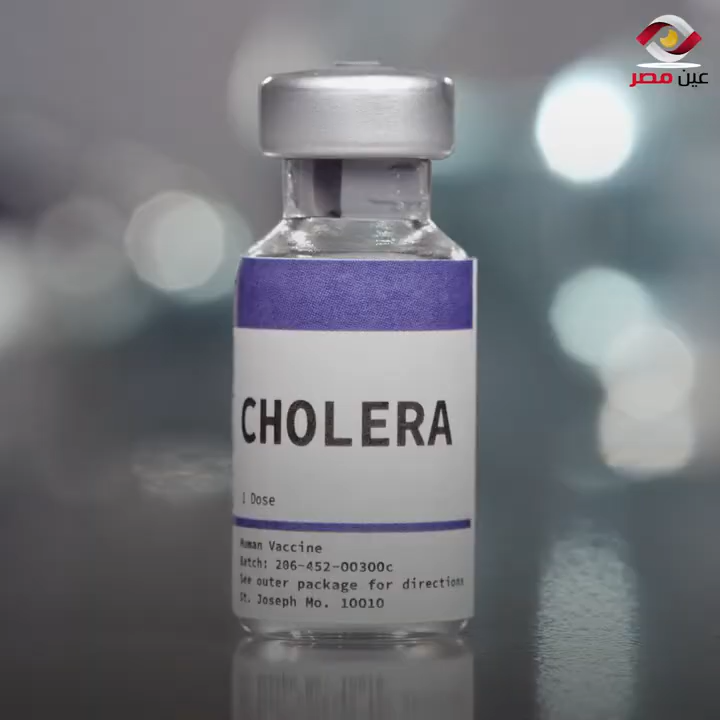 عين مصر
CHOLERA
1 Dose
Human Vaccine
Batch: 206-452-00300c
See outer package for directions
St. Joseph Mo. 10010